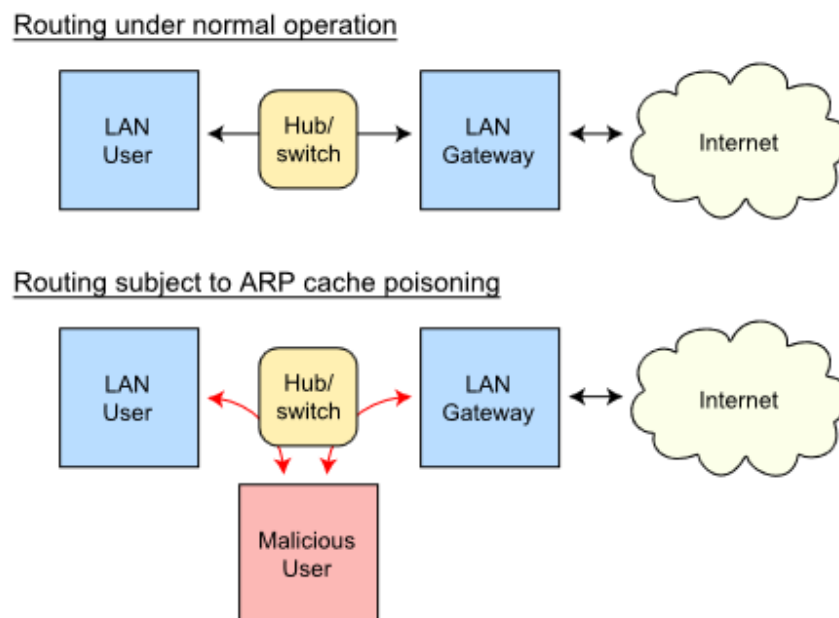 Routing under normal operation
LAN
User
Hub/
switch
LAN
Gateway
Internet
Routing subject to ARP cache poisoning
LAN
User
Hub/
switch
LAN
Gateway
Internet
Malicious
User